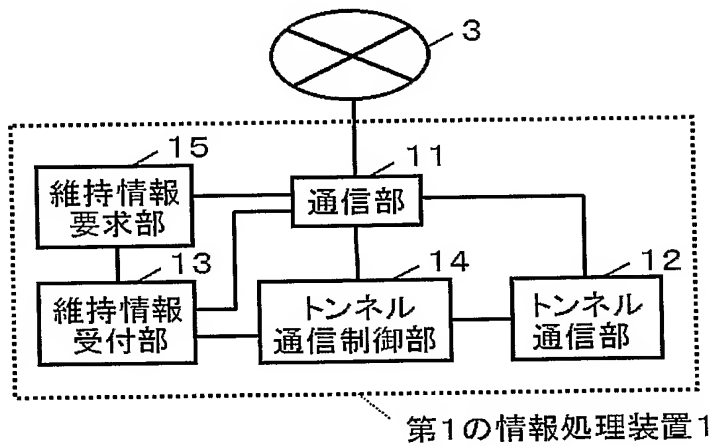 3
15
11
維持情報
要求部
通信部
13
14
12
維持情報
受付部
トンネル
通信制御部
トンネル
通信部
第1の情報処理装置1